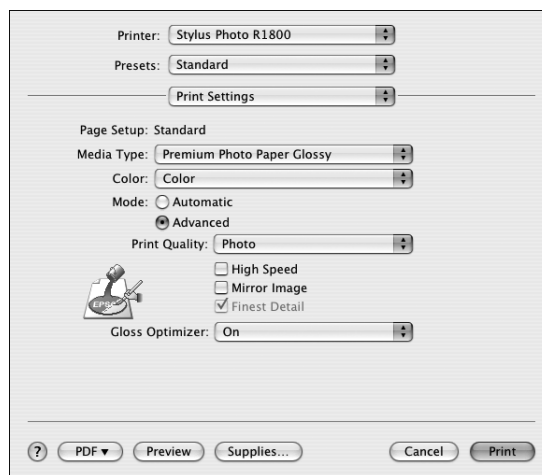 Printer: Stylus Photo R1800
Presets: Standard
Print Settings
Page Setup: Standard
Media Type: Premium Photo Paper Glossy
Color: Color
Mode: Automatic
Advanced
Print Quality: Photo
High Speed
Mirror Image
Finest Detail
EPS
Gloss Optimizer: On
? PDF▼ Preview Supplies... Cancel Print